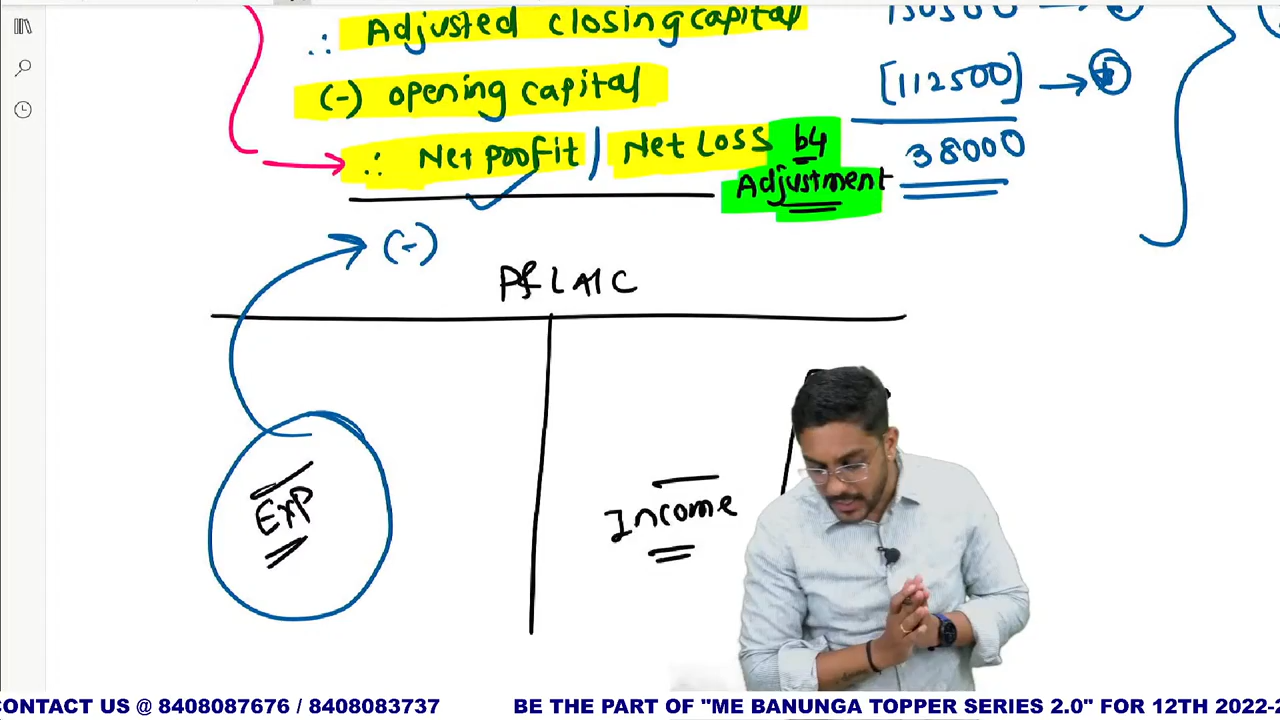 ∴ Adjusted closing capital 150500 →
(-) opening capital [112500] →
∴ Net profit / Net Loss b4 38000
Adjustment
(-)
P&L A/C
Exp
Income
CONTACT US @ 8408087676 / 8408083737 BE THE PART OF "ME BANUNGA TOPPER SERIES 2.0" FOR 12TH 2022-2